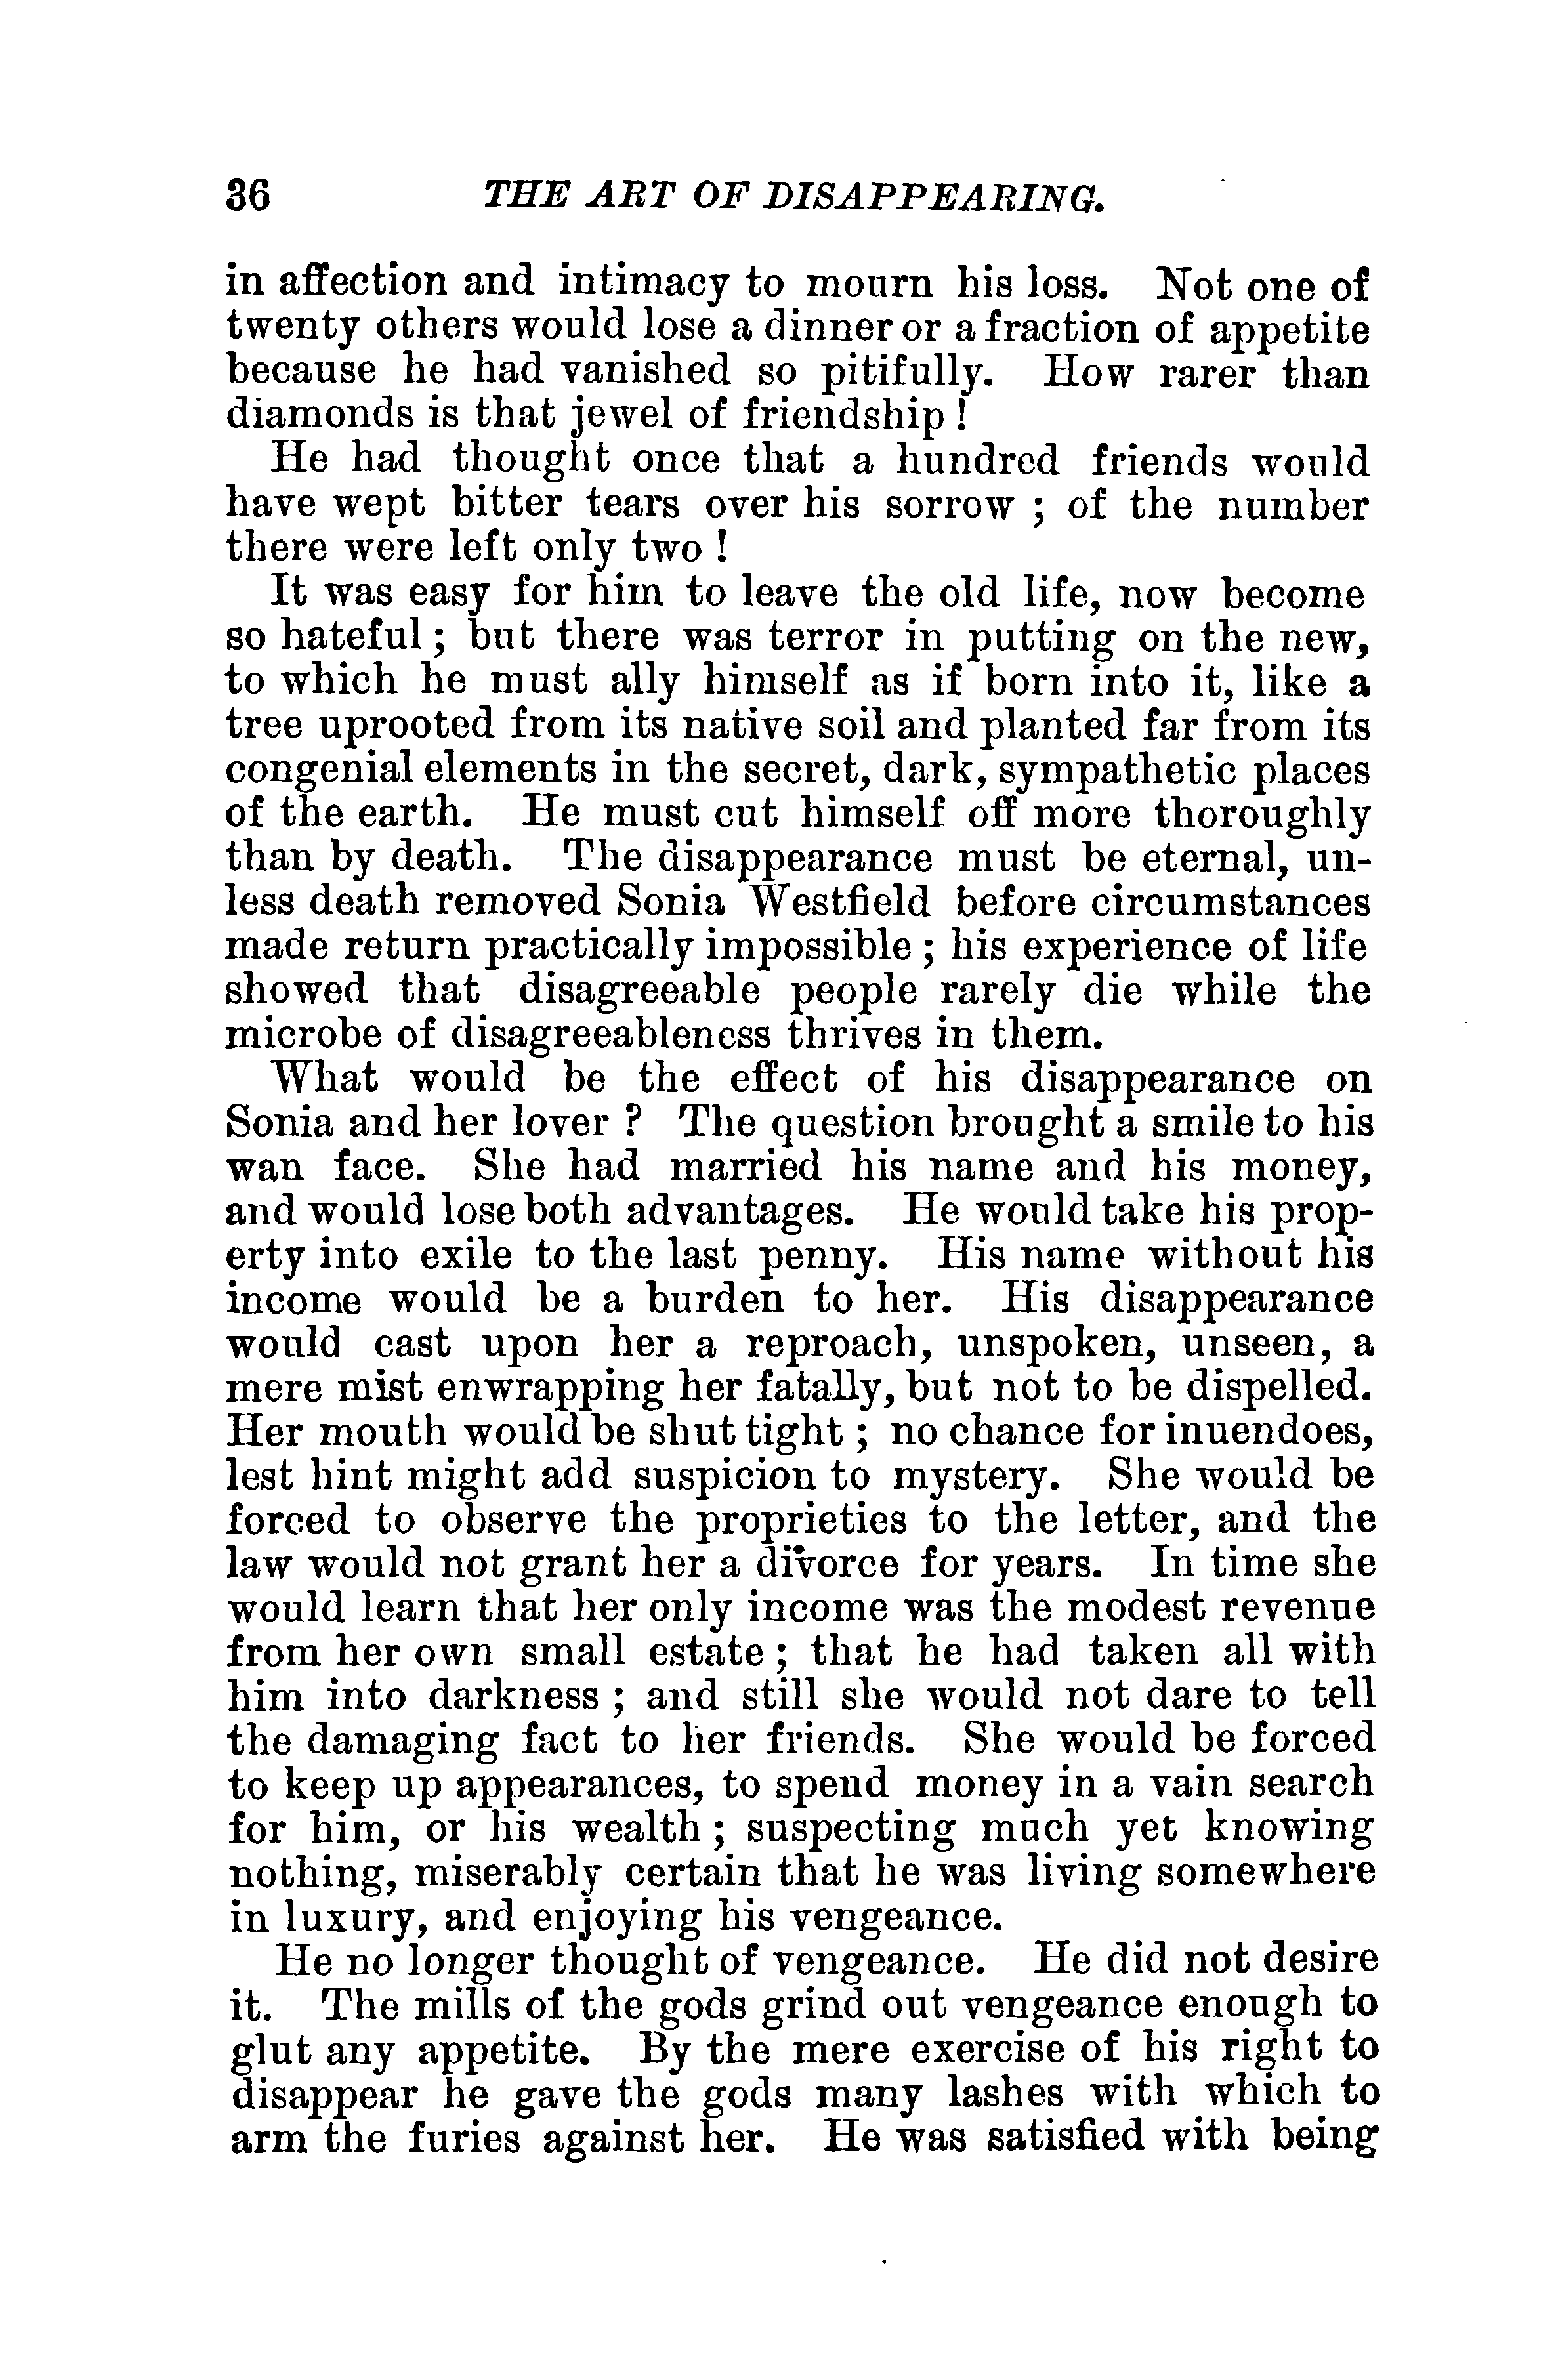 36 THE ART OF DISAPPEARING.
in affection and intimacy to mourn his loss. Not one of
twenty others would lose a dinner or a fraction of appetite
because he had vanished so pitifully. How rarer than
diamonds is that jewel of friendship !
He had thought once that a hundred friends would
have wept bitter tears over his sorrow ; of the number
there were left only two !
It was easy for him to leave the old life, now become
so hateful ; but there was terror in putting on the new,
to which he must ally himself as if born into it, like a
tree uprooted from its native soil and planted far from its
congenial elements in the secret, dark, sympathetic places
of the earth. He must cut himself off more thoroughly
than by death. The disappearance must be eternal, un-
less death removed Sonia Westfield before circumstances
made return practically impossible ; his experience of life
showed that disagreeable people rarely die while the
microbe of disagreeableness thrives in them.
What would be the effect of his disappearance on
Sonia and her lover ? The question brought a smile to his
wan face. She had married his name and his money,
and would lose both advantages. He would take his prop-
erty into exile to the last penny. His name without his
income would be a burden to her. His disappearance
would cast upon her a reproach, unspoken, unseen, a
mere mist enwrapping her fatally, but not to be dispelled.
Her mouth would be shut tight ; no chance for inuendoes,
lest hint might add suspicion to mystery. She would be
forced to observe the proprieties to the letter, and the
law would not grant her a divorce for years. In time she
would learn that her only income was the modest revenue
from her own small estate ; that he had taken all with
him into darkness ; and still she would not dare to tell
the damaging fact to her friends. She would be forced
to keep up appearances, to spend money in a vain search
for him, or his wealth ; suspecting much yet knowing
nothing, miserably certain that he was living somewhere
in luxury, and enjoying his vengeance.
He no longer thought of vengeance. He did not desire
it. The mills of the gods grind out vengeance enough to
glut any appetite. By the mere exercise of his right to
disappear he gave the gods many lashes with which to
arm the furies against her. He was satisfied with being